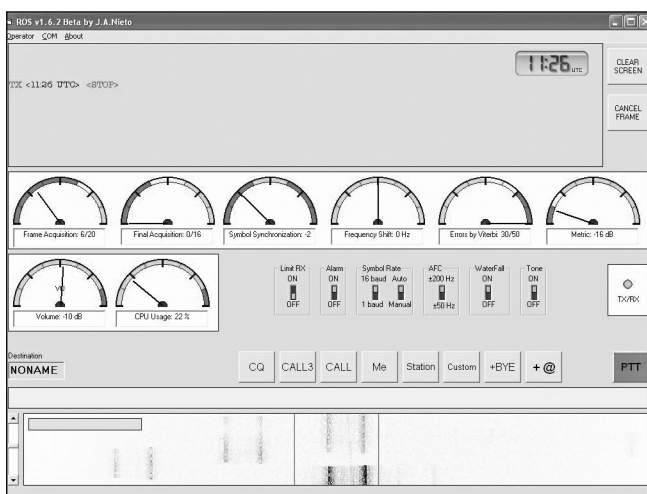 ROS v1.6.2 Beta by J.A.Nieto
Operator COM About
11:26 UTC
CLEAR SCREEN
TX <11:26 UTC> <STOP>
CANCEL FRAME
Frame Acquisition: 6/20
Final Acquisition: 0/16
Symbol Synchronization: -2
Frequency Shift: 0 Hz
Errors by Viterbi: 30/50
Metric: -16 dB
VU
Volume: -10 dB
CPU Usage: 22 %
Limit RX
ON
OFF
Alarm
ON
OFF
Symbol Rate
16 baud Auto
1 baud Manual
AFC
±200 Hz
±50 Hz
WaterFall
ON
OFF
Tone
ON
OFF
TX/RX
Destination
NONAME
CQ CALL3 CALL Me Station Custom +BYE +@ PTT